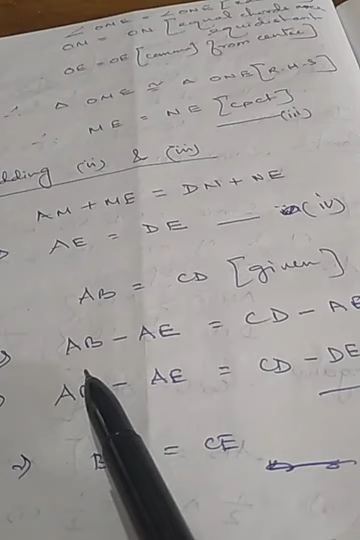 ∠OME = ∠ONE
OM = ON [equal chords are equidistant from centre]
OE = OE [common]
∴ Δ OME ≅ Δ ONE [R.H.S]
ME = NE [CPCT]
(iii)
Adding (ii) & (iii)
AM + ME = DN + NE
AE = DE — (iv)
AB = CD [given]
AB - AE = CD - AE
- AE = CD - DE
= CE